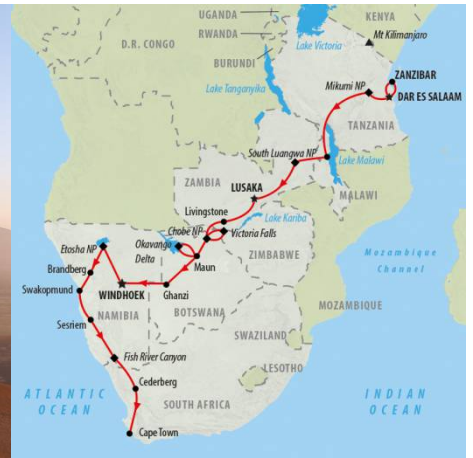 UGANDA
KENYA
RWANDA
Lake Victoria
Mt Kilimanjaro
D.R. CONGO
BURUNDI
ZANZIBAR
Lake Tanganyika
Mikumi NP
DAR ES SALAAM
TANZANIA
South Luangwa NP
Lake Malawi
ZAMBIA
LUSAKA
MALAWI
Livingstone
Lake Kariba
Chobe NP
Victoria Falls
Etosha NP
Okavango
Delta
Mozambique
Channel
Maun
ZIMBABWE
Brandberg
WINDHOEK
Ghanzi
Swakopmund
MOZAMBIQUE
NAMIBIA
BOTSWANA
Sesriem
SWAZILAND
Fish River Canyon
LESOTHO
Cederberg
ATLANTIC
OCEAN
SOUTH AFRICA
INDIAN
OCEAN
Cape Town